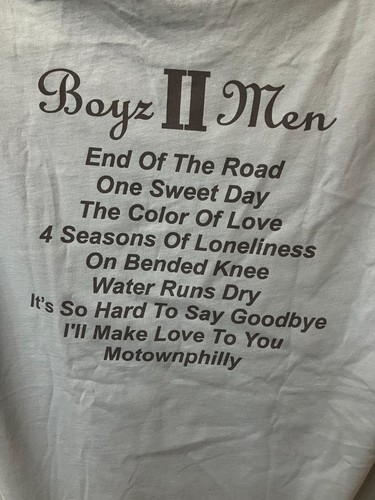 Boyz II Men
End Of The Road
One Sweet Day
The Color Of Love
4 Seasons Of Loneliness
On Bended Knee
Water Runs Dry
It's So Hard To Say Goodbye
I'll Make Love To You
Motownphilly